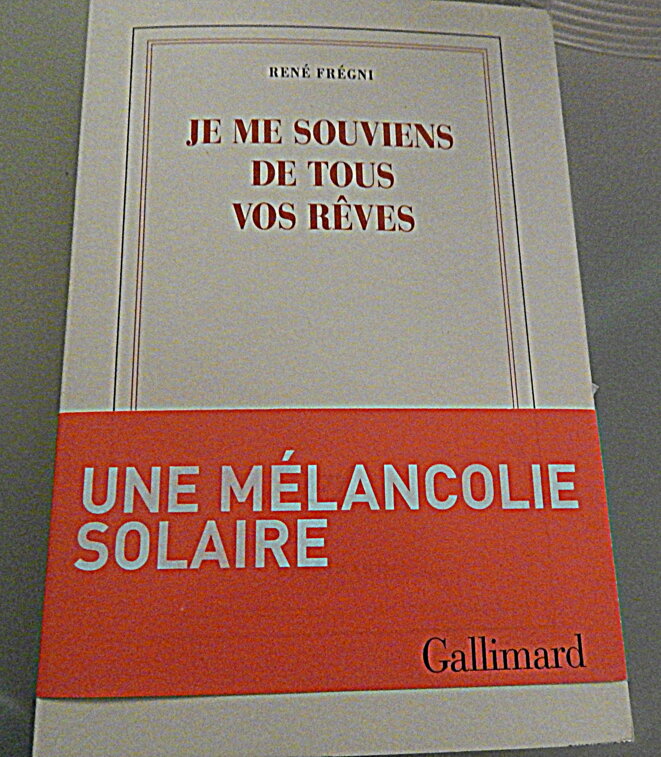 RENÉ FRÉGNI
JE ME SOUVIENS
DE TOUS
VOS RÊVES
UNE MÉLANCOLIE
SOLAIRE
Gallimard